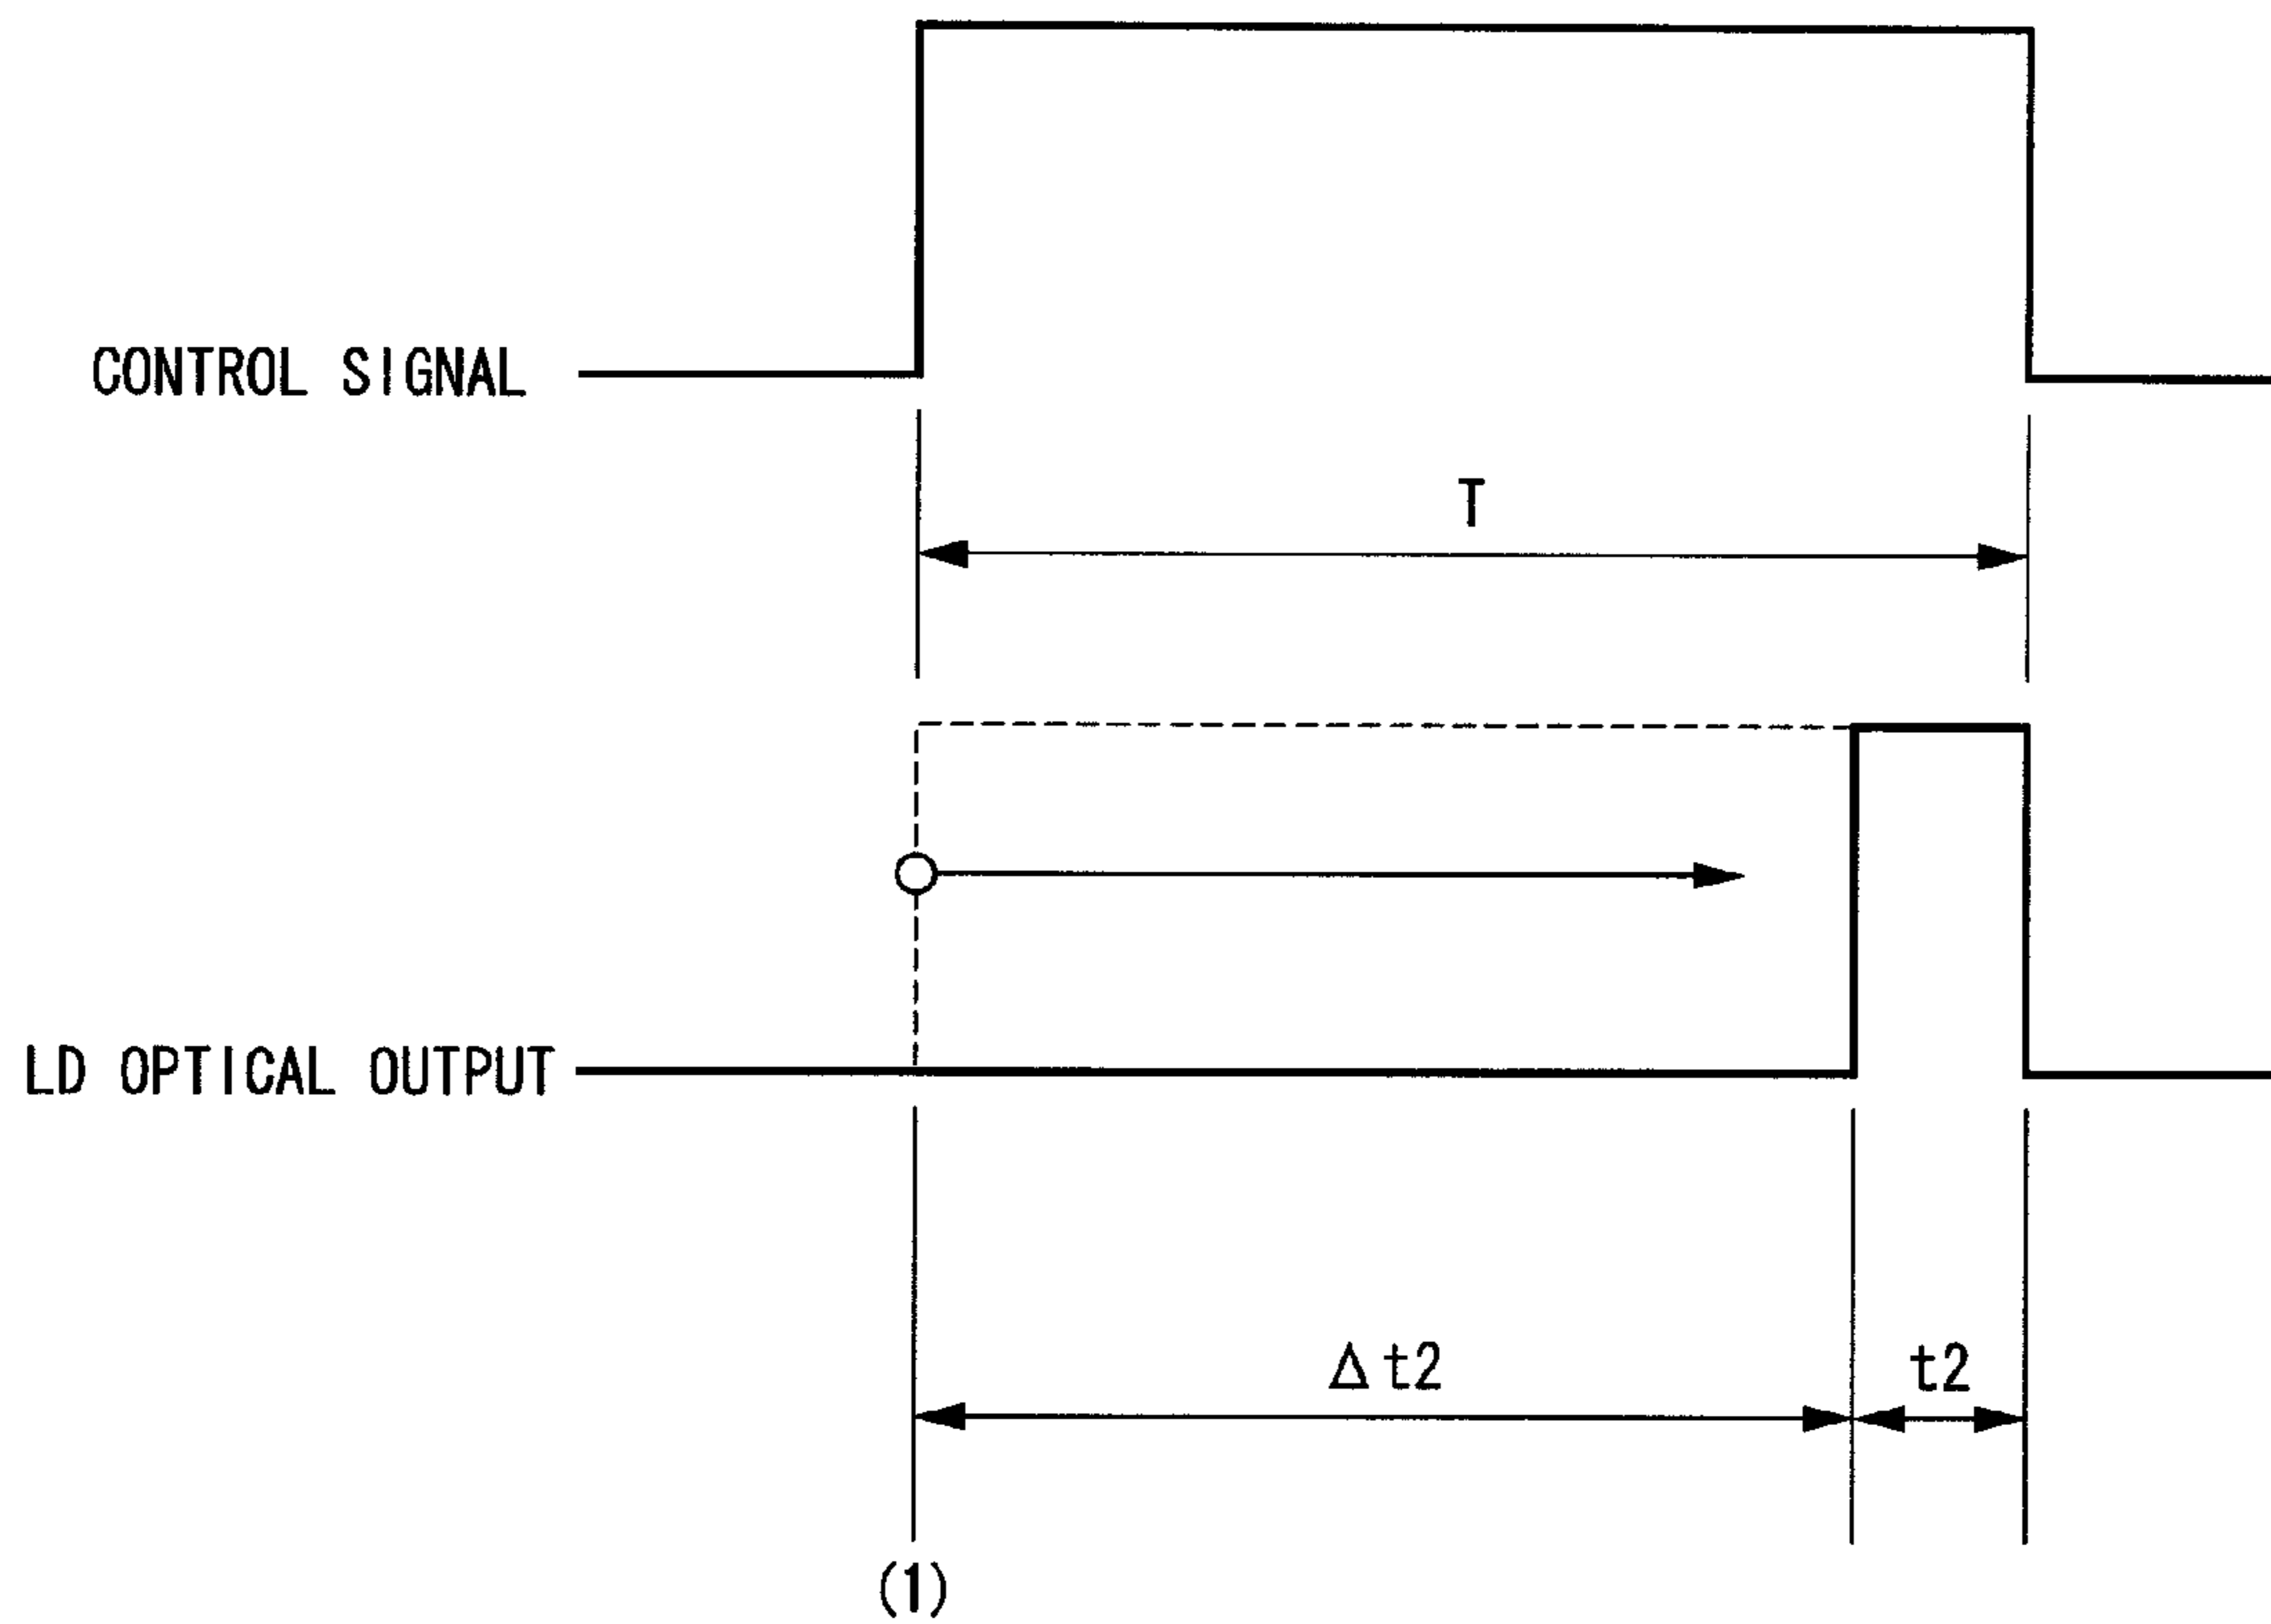 CONTROL SIGNAL
T
LD OPTICAL OUTPUT
Δt2
t2
(1)